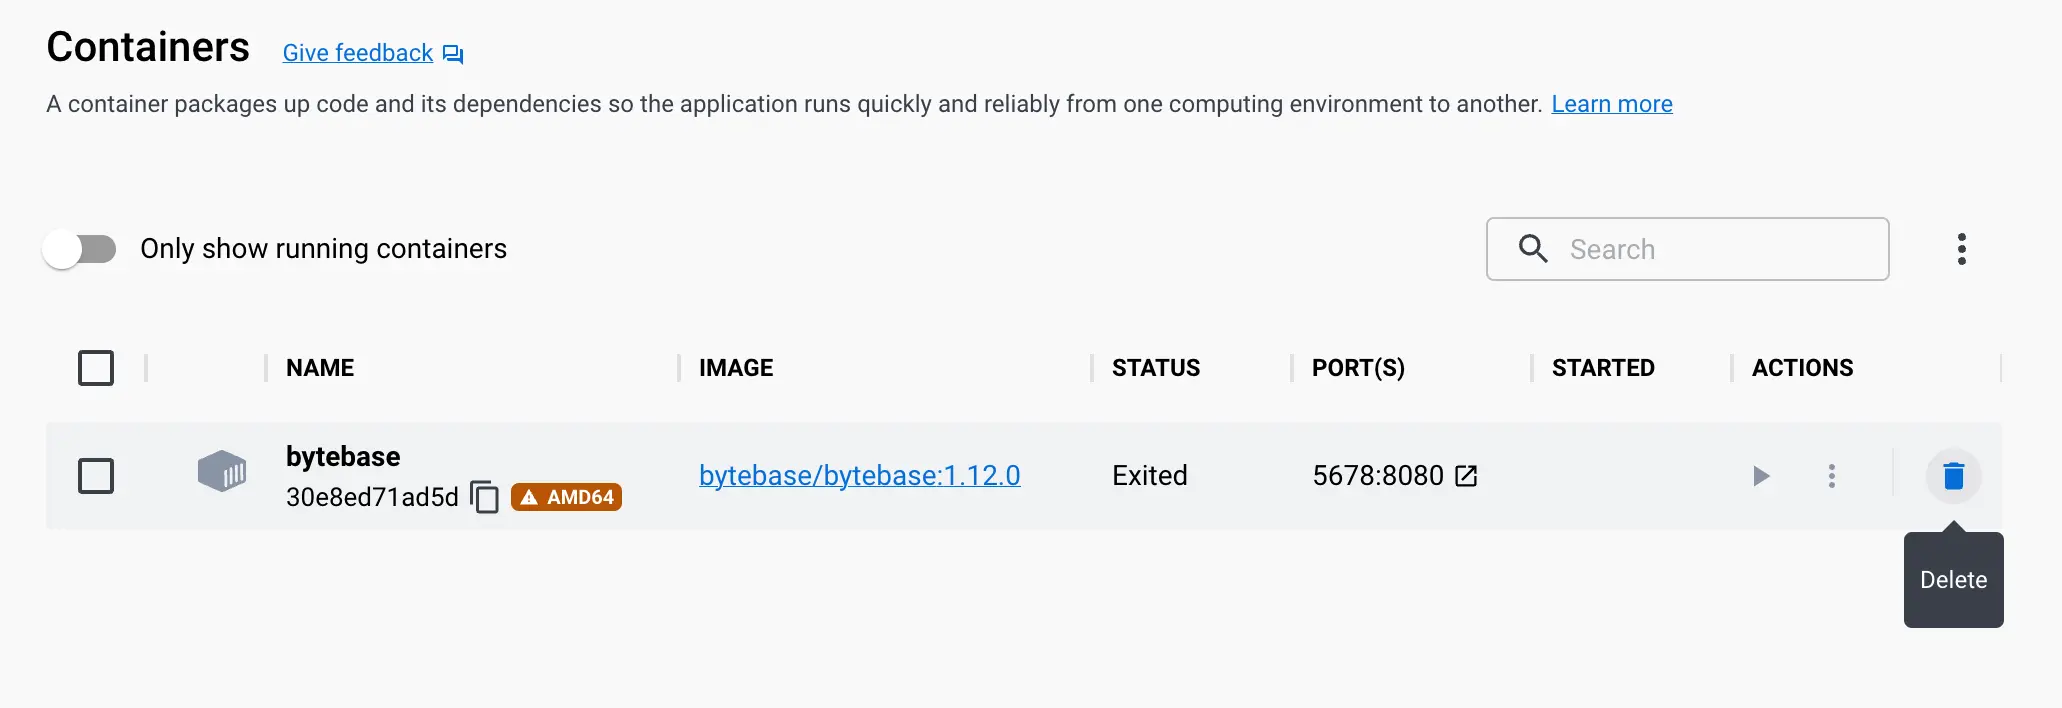 Containers Give feedback
A container packages up code and its dependencies so the application runs quickly and reliably from one computing environment to another. Learn more
Only show running containers Search
NAME IMAGE STATUS PORT(S) STARTED ACTIONS
bytebase
30e8ed71ad5d AMD64 bytebase/bytebase:1.12.0 Exited 5678:8080
Delete